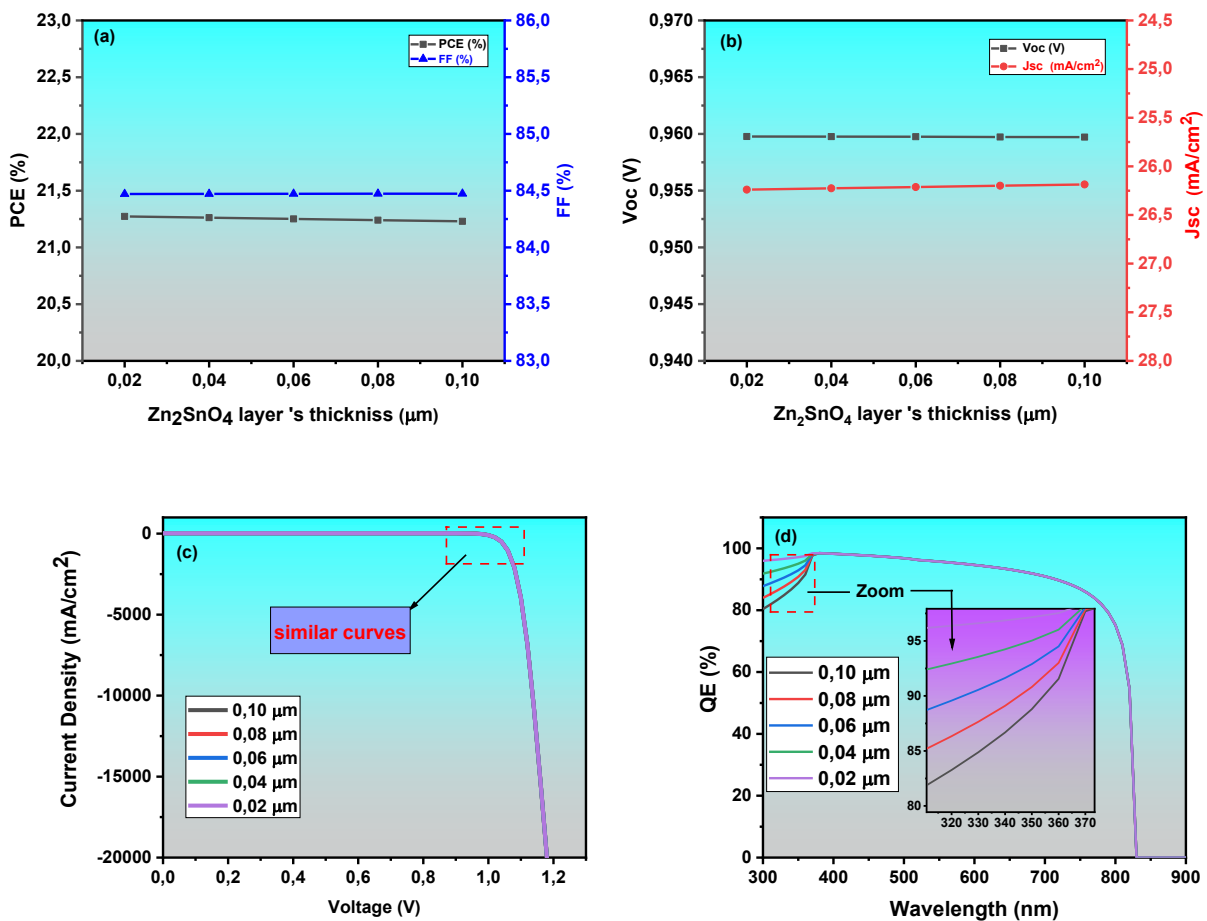 (a)
PCE (%)
FF (%)
23,0
22,5
22,0
21,5
21,0
20,5
20,0
PCE (%)
86,0
85,5
85,0
84,5
84,0
83,5
83,0
FF (%)
0,02 0,04 0,06 0,08 0,10
Zn2SnO4 layer 's thickniss (μm)
(b)
Voc (V)
Jsc (mA/cm2)
0,970
0,965
0,960
0,955
0,950
0,945
0,940
Voc (V)
24,5
25,0
25,5
26,0
26,5
27,0
27,5
28,0
Jsc (mA/cm2)
0,02 0,04 0,06 0,08 0,10
Zn2SnO4 layer 's thickniss (μm)
(c)
0
-5000
-10000
-15000
-20000
Current Density (mA/cm2)
similar curves
0,10 μm
0,08 μm
0,06 μm
0,04 μm
0,02 μm
0,0 0,2 0,4 0,6 0,8 1,0 1,2
Voltage (V)
(d)
100
80
60
40
20
0
QE (%)
Zoom
0,10 μm
0,08 μm
0,06 μm
0,04 μm
0,02 μm
95
90
85
80
320 330 340 350 360 370
300 400 500 600 700 800 900
Wavelength (nm)